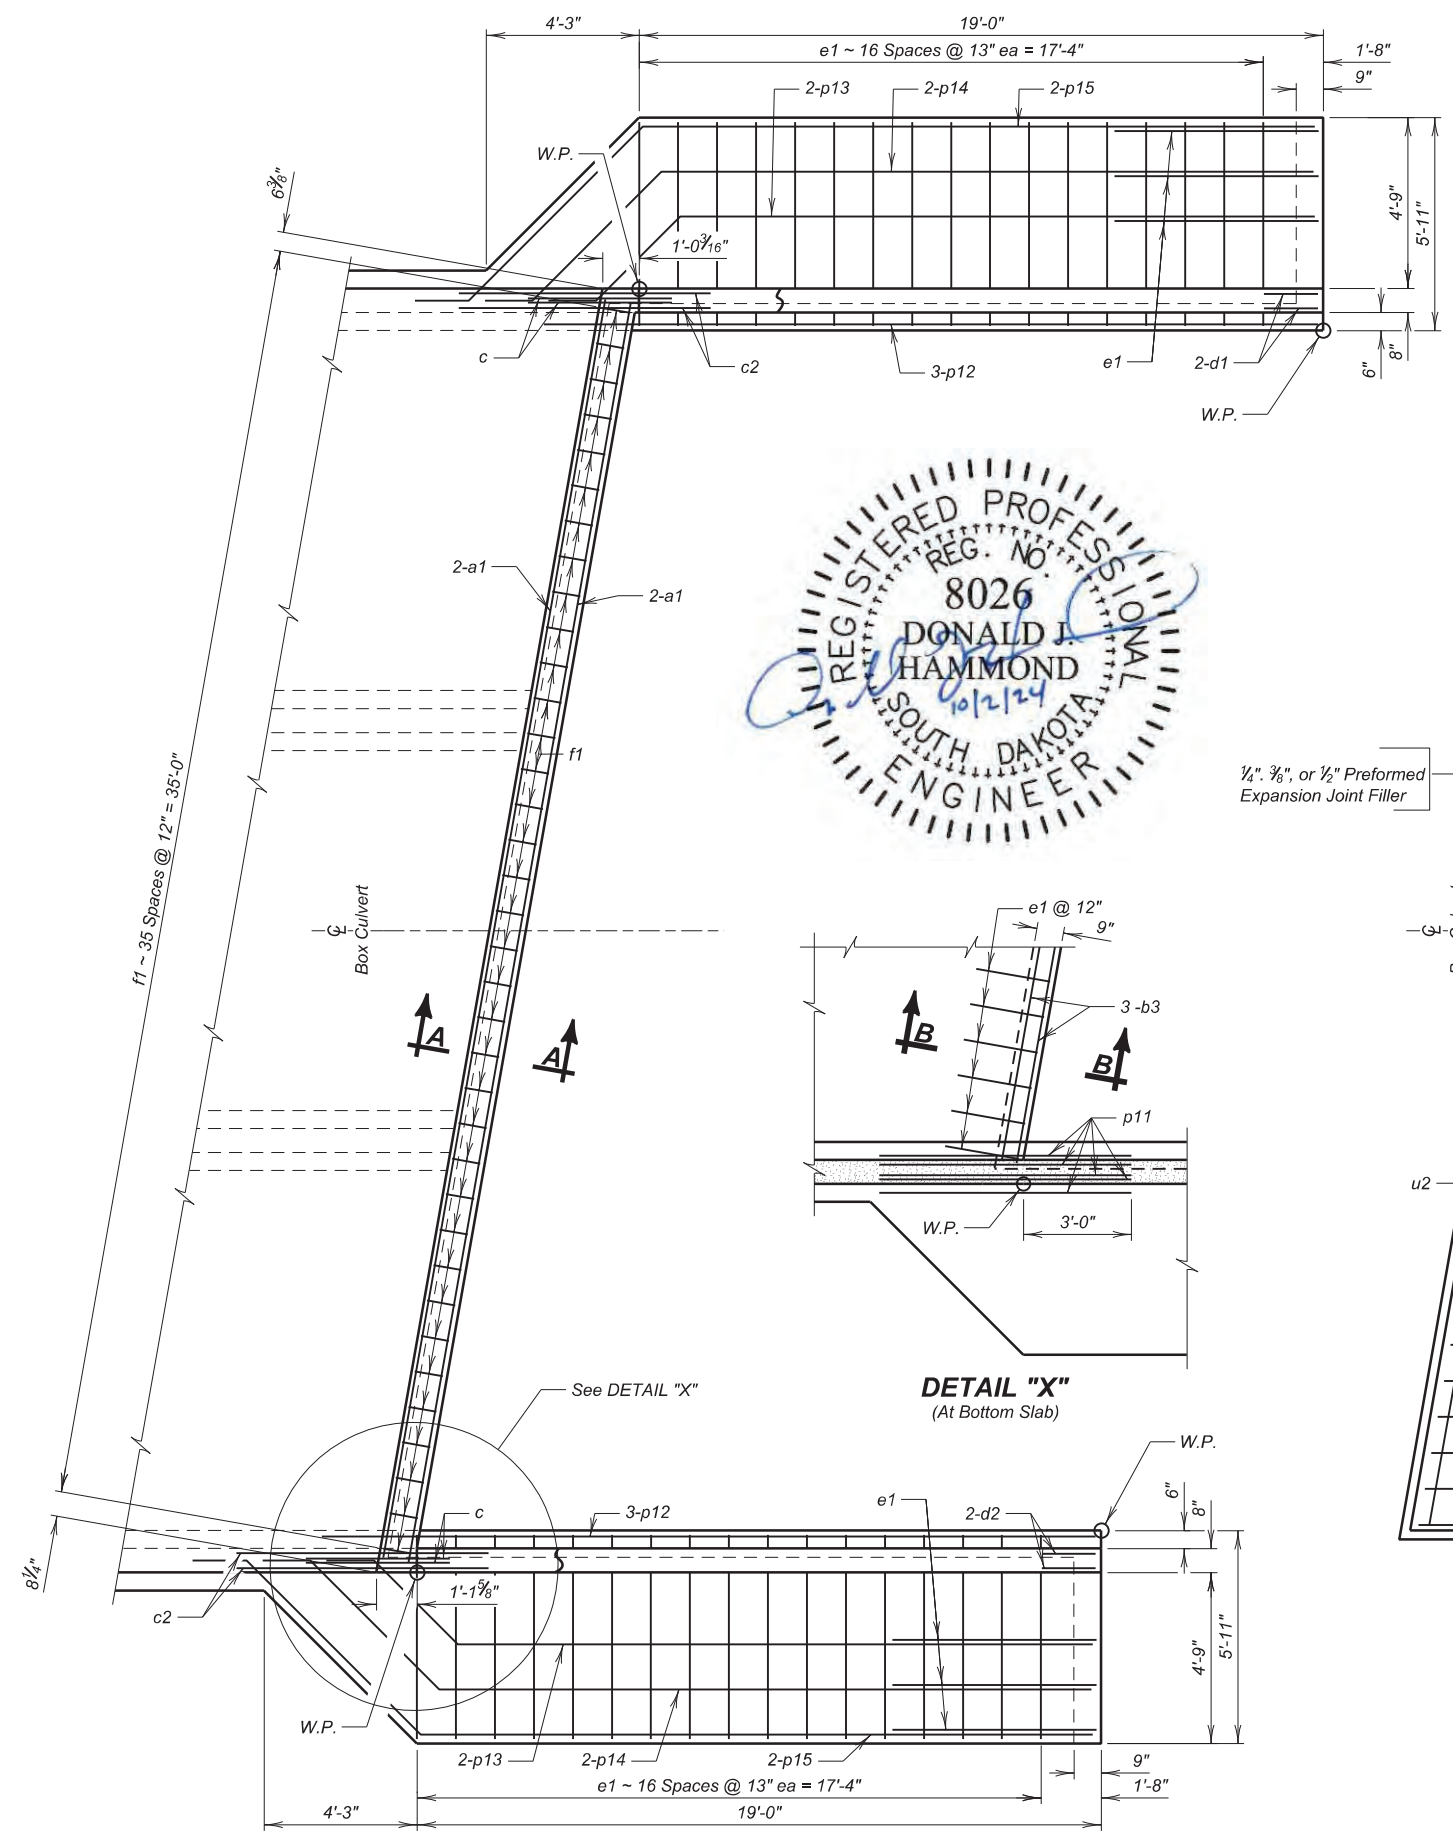 4'-3"
19'-0"
e1 ~ 16 Spaces @ 13" ea = 17'-4"
1'-8"
9"
2-p13
2-p14
2-p15
W.P.
6⅜"
4'-9"
5'-11"
1'-0³⁄₁₆"
c
c2
3-p12
e1
2-d1
6"
8"
W.P.
REGISTERED PROFESSIONAL
REG. NO.
8026
DONALD J.
HAMMOND
10/2/24
SOUTH DAKOTA
ENGINEER
2-a1
2-a1
f1
f1 ~ 35 Spaces @ 12" = 35'-0"
¼". ⅜", or ½" Preformed
Expansion Joint Filler
℄
Box Culvert
℄
A
A
e1 @ 12"
9"
3 -b3
B
B
p11
u2
W.P.
3'-0"
DETAIL "X"
(At Bottom Slab)
See DETAIL "X"
W.P.
8¼"
c
3-p12
e1
2-d2
6"
8"
c2
1'-1⅝"
4'-9"
5'-11"
W.P.
2-p13
2-p14
2-p15
9"
e1 ~ 16 Spaces @ 13" ea = 17'-4"
1'-8"
4'-3"
19'-0"